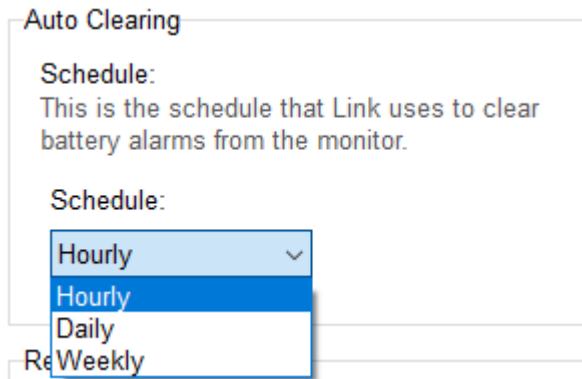 Auto Clearing
Schedule:
This is the schedule that Link uses to clear
battery alarms from the monitor.
Schedule:
Hourly
Hourly
Daily
Weekly